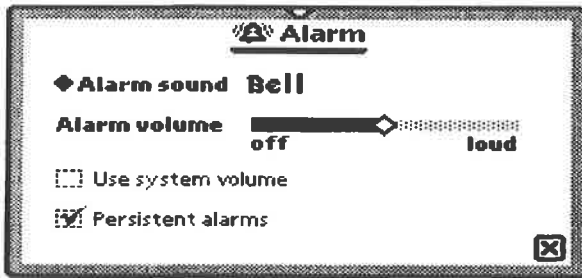 Alarm
Alarm sound Bell
Alarm volume
off loud
Use system volume
Persistent alarms